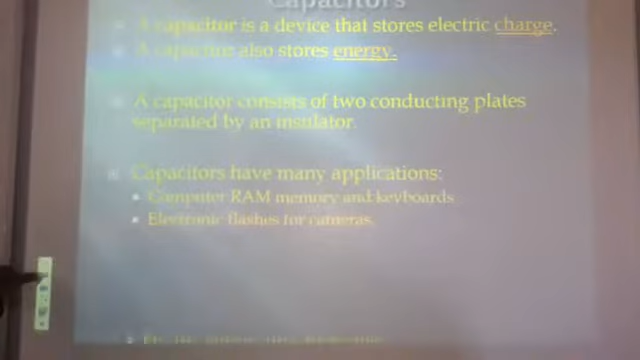 Capacitors
A capacitor is a device that stores electric charge.
A capacitor also stores energy.
A capacitor consists of two conducting plates
separated by an insulator.
Capacitors have many applications:
Computer RAM memory and keyboards
Electronic flashes for cameras.